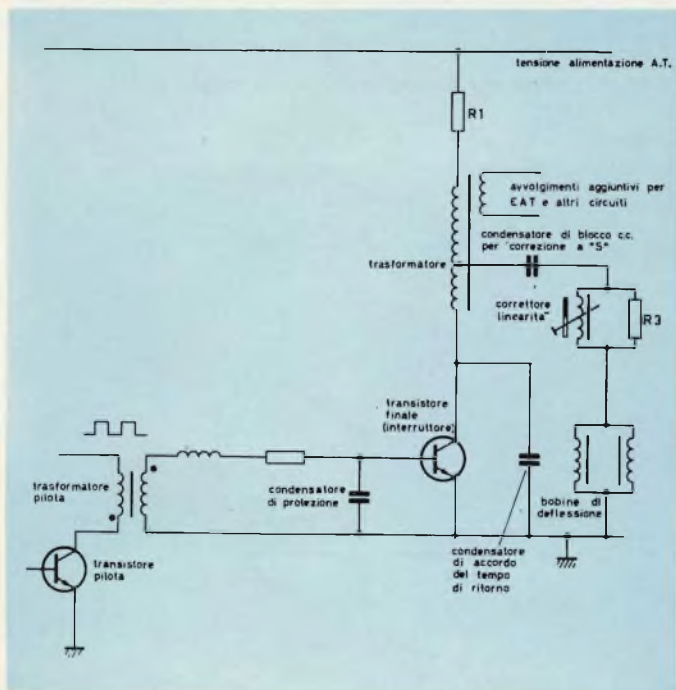 tensione alimentazione A.T.
R1
avvolgimenti aggiuntivi per
EAT e altri circuiti
condensatore di blocco c.c.
per correzione a "S"
trasformatore
correttore
linearita'
R3
transistore
finale
(interruttore)
trasformatore
pilota
condensatore
di protezione
bobine di
deflessione
transistore
pilota
condensatore
di accordo
del tempo
di ritorno